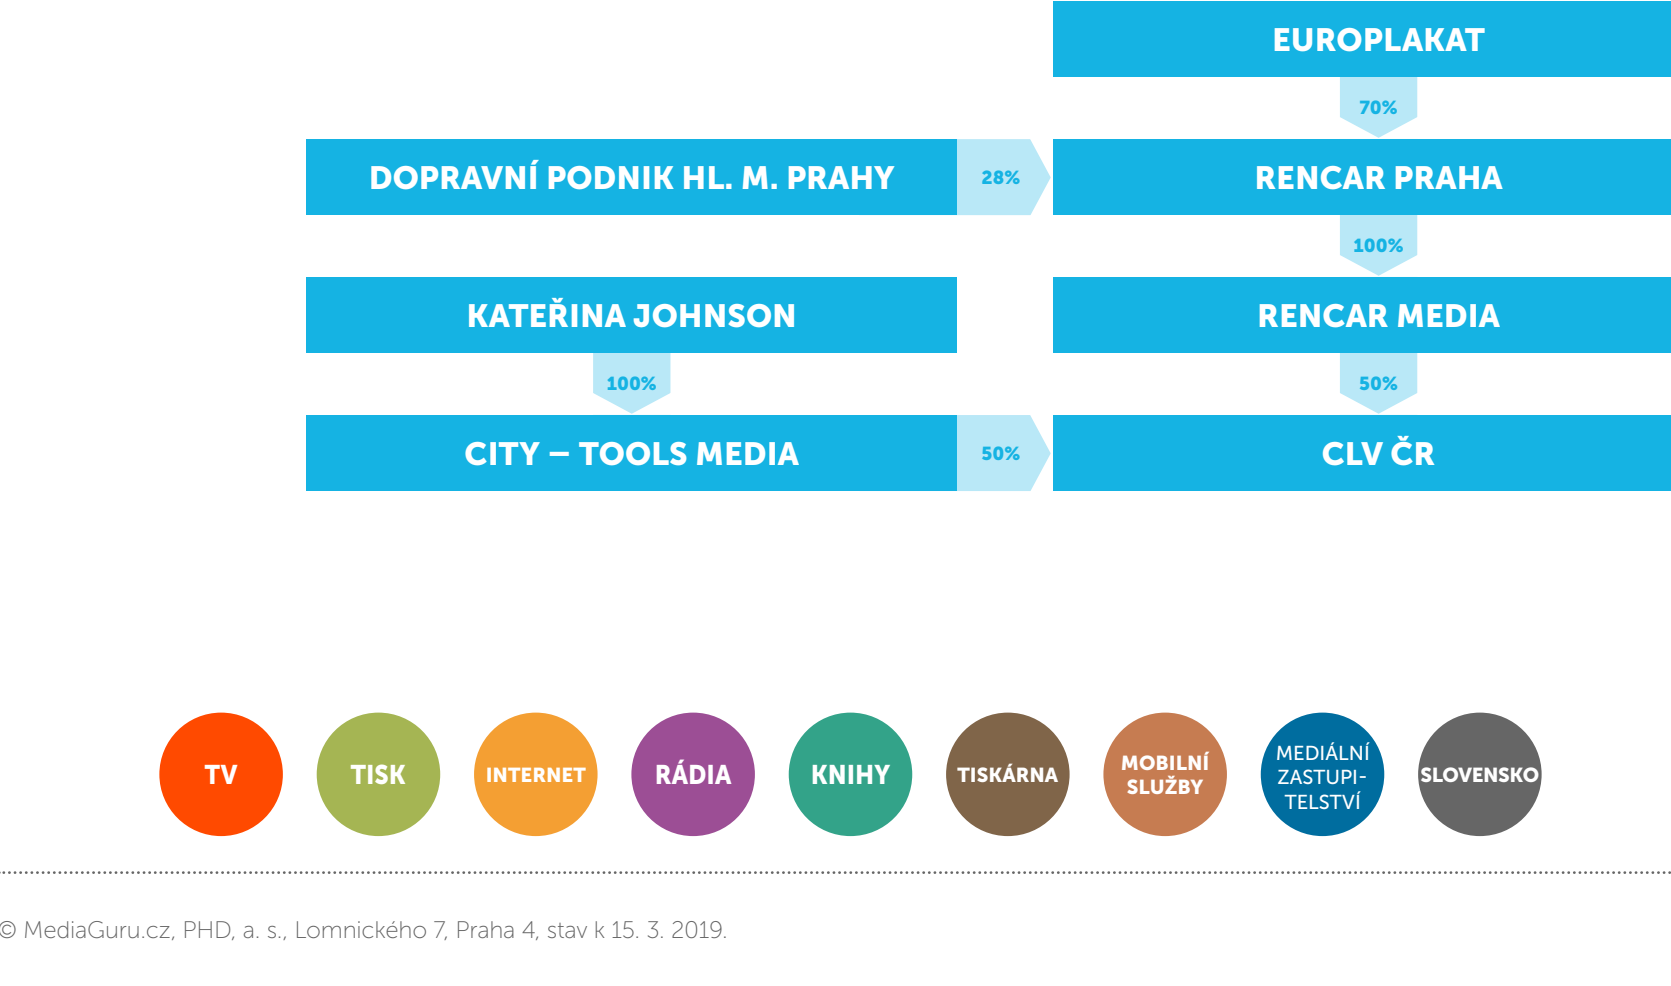 EUROPLAKAT
70%
DOPRAVNÍ PODNIK HL. M. PRAHY
28%
RENCAR PRAHA
100%
KATEŘINA JOHNSON
RENCAR MEDIA
100%
50%
CITY – TOOLS MEDIA
50%
CLV ČR
TV
TISK
INTERNET
RÁDIA
KNIHY
TISKÁRNA
MOBILNÍ
SLUŽBY
MEDIÁLNÍ
ZASTUPI-
TELSTVÍ
SLOVENSKO
© MediaGuru.cz, PHD, a. s., Lomnického 7, Praha 4, stav k 15. 3. 2019.